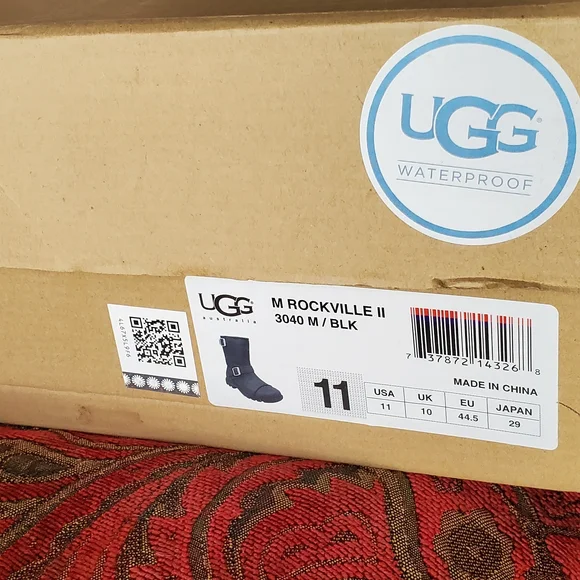 UGG®
WATERPROOF
UGG®
australia
M ROCKVILLE II
3040 M / BLK
7 37872 14326 8
MADE IN CHINA
11
USA UK EU JAPAN
11 10 44.5 29